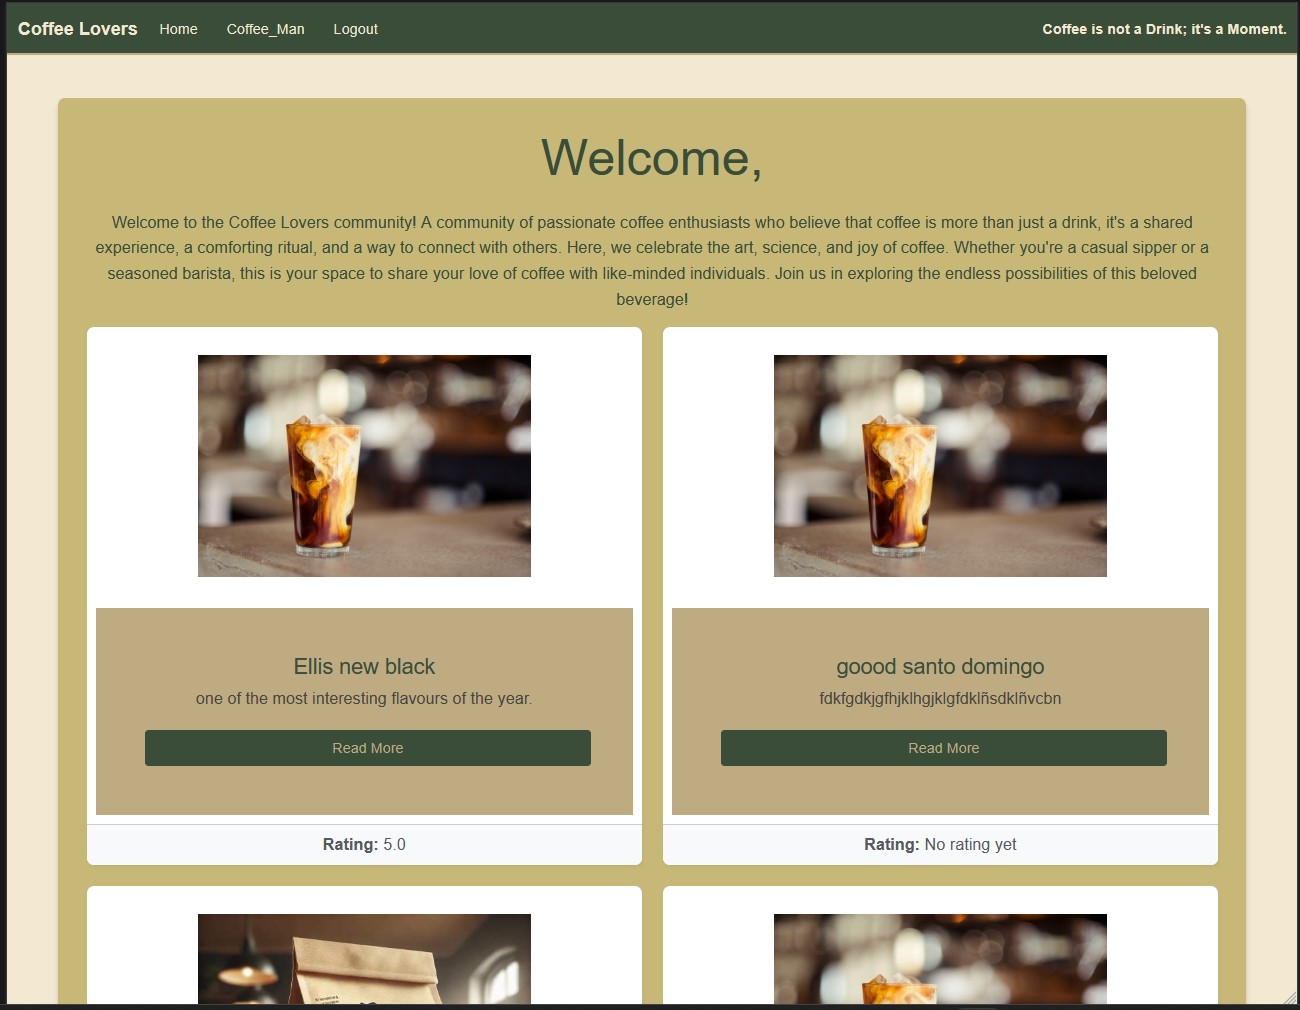 Coffee Lovers Home Coffee_Man Logout Coffee is not a Drink; it's a Moment.
Welcome,
Welcome to the Coffee Lovers community! A community of passionate coffee enthusiasts who believe that coffee is more than just a drink, it's a shared
experience, a comforting ritual, and a way to connect with others. Here, we celebrate the art, science, and joy of coffee. Whether you're a casual sipper or a
seasoned barista, this is your space to share your love of coffee with like-minded individuals. Join us in exploring the endless possibilities of this beloved
beverage!
Ellis new black
one of the most interesting flavours of the year.
Read More
Rating: 5.0
goood santo domingo
fdkfgdkjgfhjklhgjklgfdklñsdklñvcbn
Read More
Rating: No rating yet